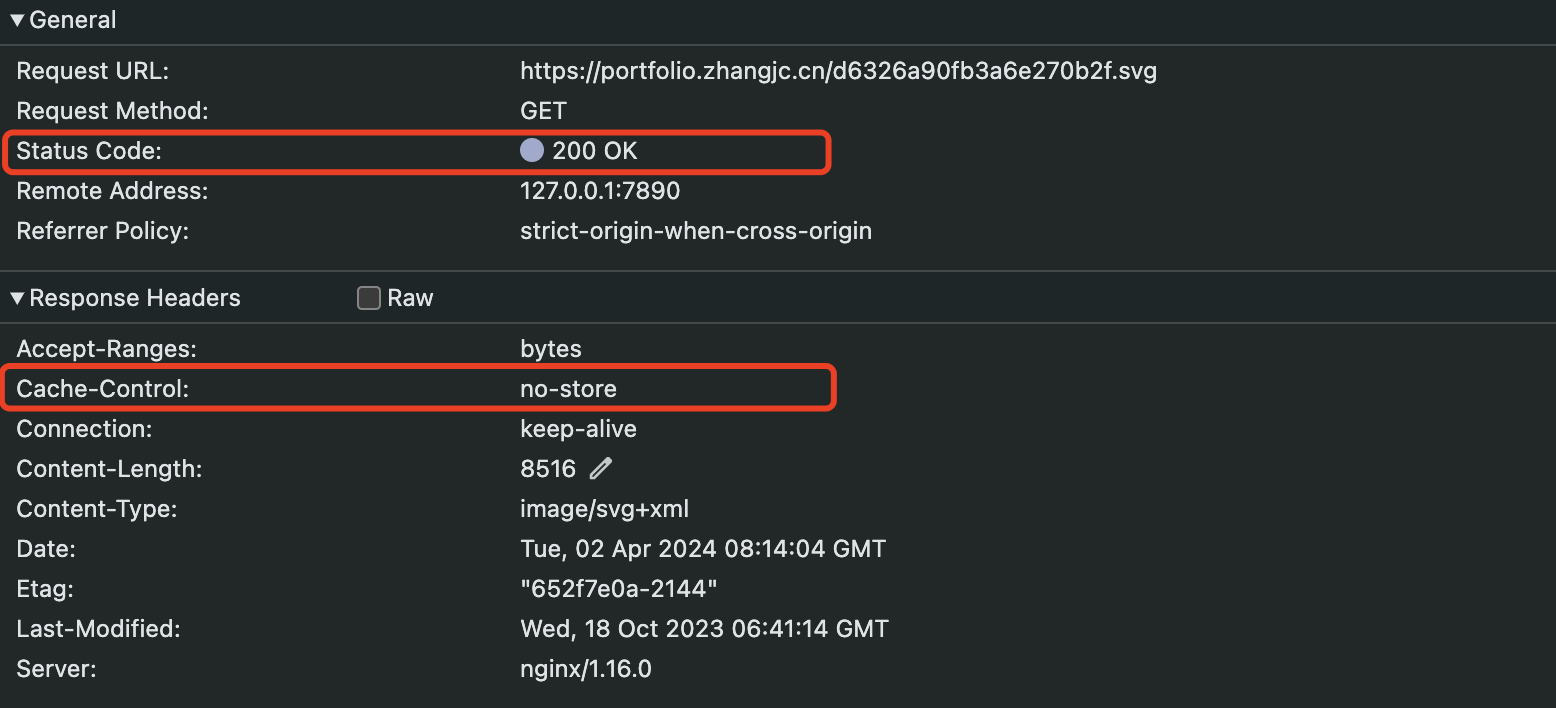 General
Request URL: https://portfolio.zhangjc.cn/d6326a90fb3a6e270b2f.svg
Request Method: GET
Status Code: 200 OK
Remote Address: 127.0.0.1:7890
Referrer Policy: strict-origin-when-cross-origin
Response Headers Raw
Accept-Ranges: bytes
Cache-Control: no-store
Connection: keep-alive
Content-Length: 8516
Content-Type: image/svg+xml
Date: Tue, 02 Apr 2024 08:14:04 GMT
Etag: "652f7e0a-2144"
Last-Modified: Wed, 18 Oct 2023 06:41:14 GMT
Server: nginx/1.16.0